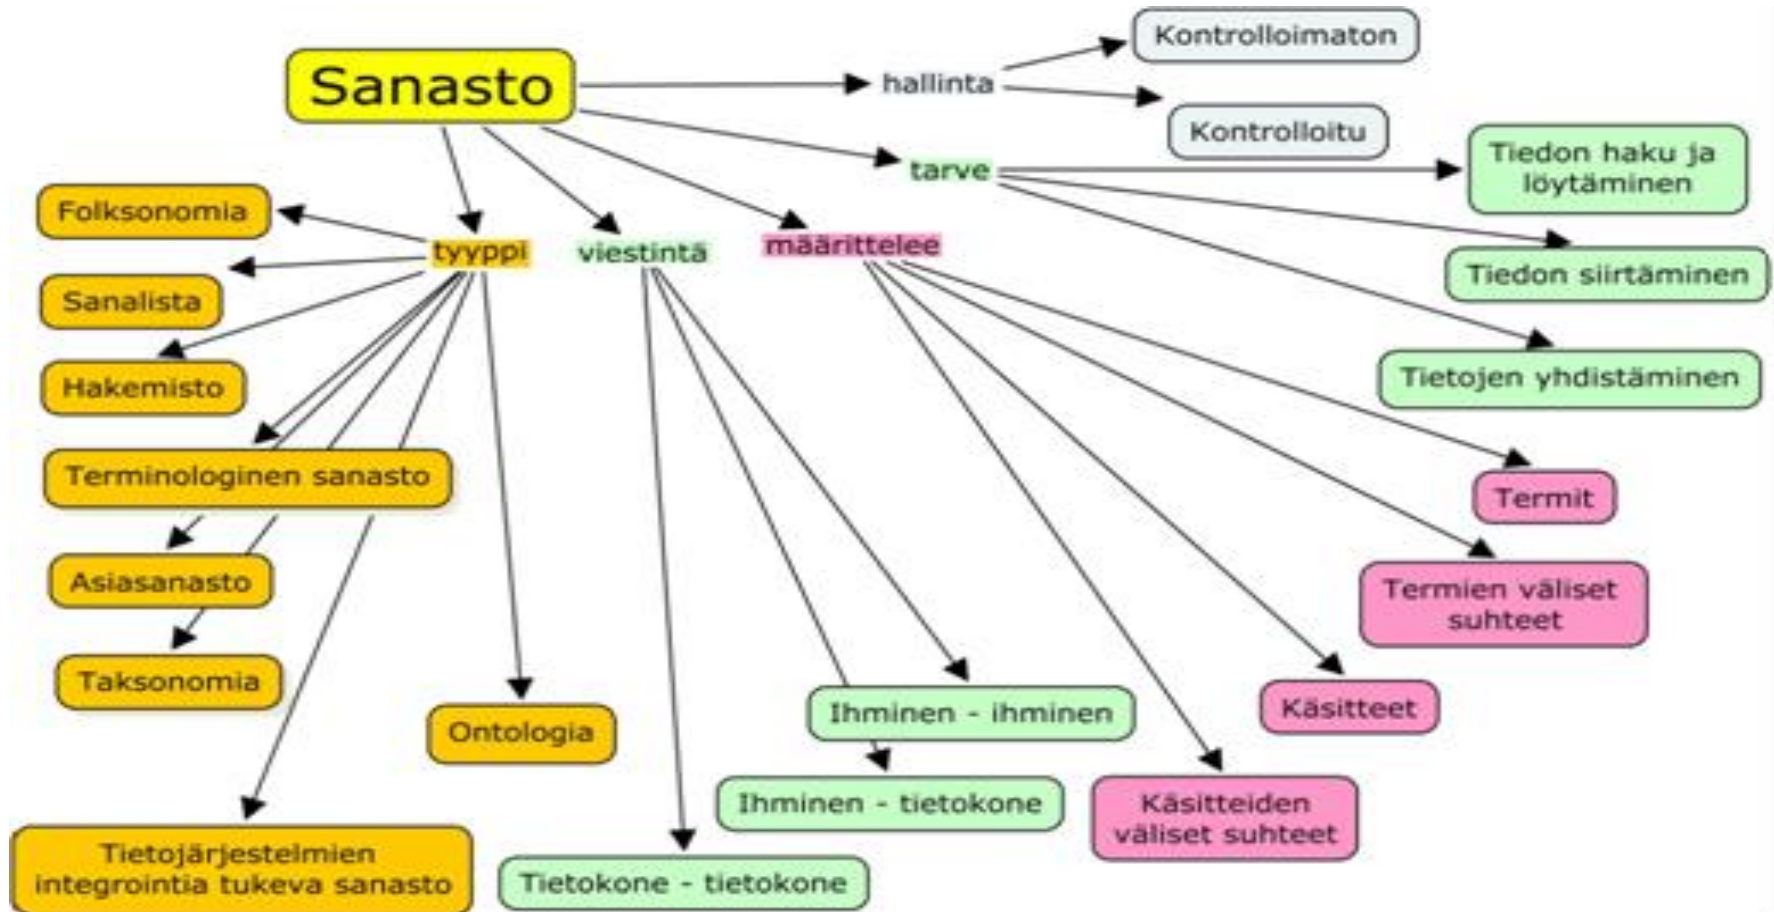 Sanasto
hallinta
Kontrolloimaton
Kontrolloitu
tarve
Tiedon haku ja
löytäminen
Tiedon siirtäminen
Tietojen yhdistäminen
määrittelee
Termit
Termien väliset
suhteet
Käsitteet
Käsitteiden
väliset suhteet
viestintä
Ihminen - ihminen
Ihminen - tietokone
Tietokone - tietokone
tyyppi
Folksonomia
Sanalista
Hakemisto
Terminologinen sanasto
Asiasanasto
Taksonomia
Tietojärjestelmien
integrointia tukeva sanasto
Ontologia